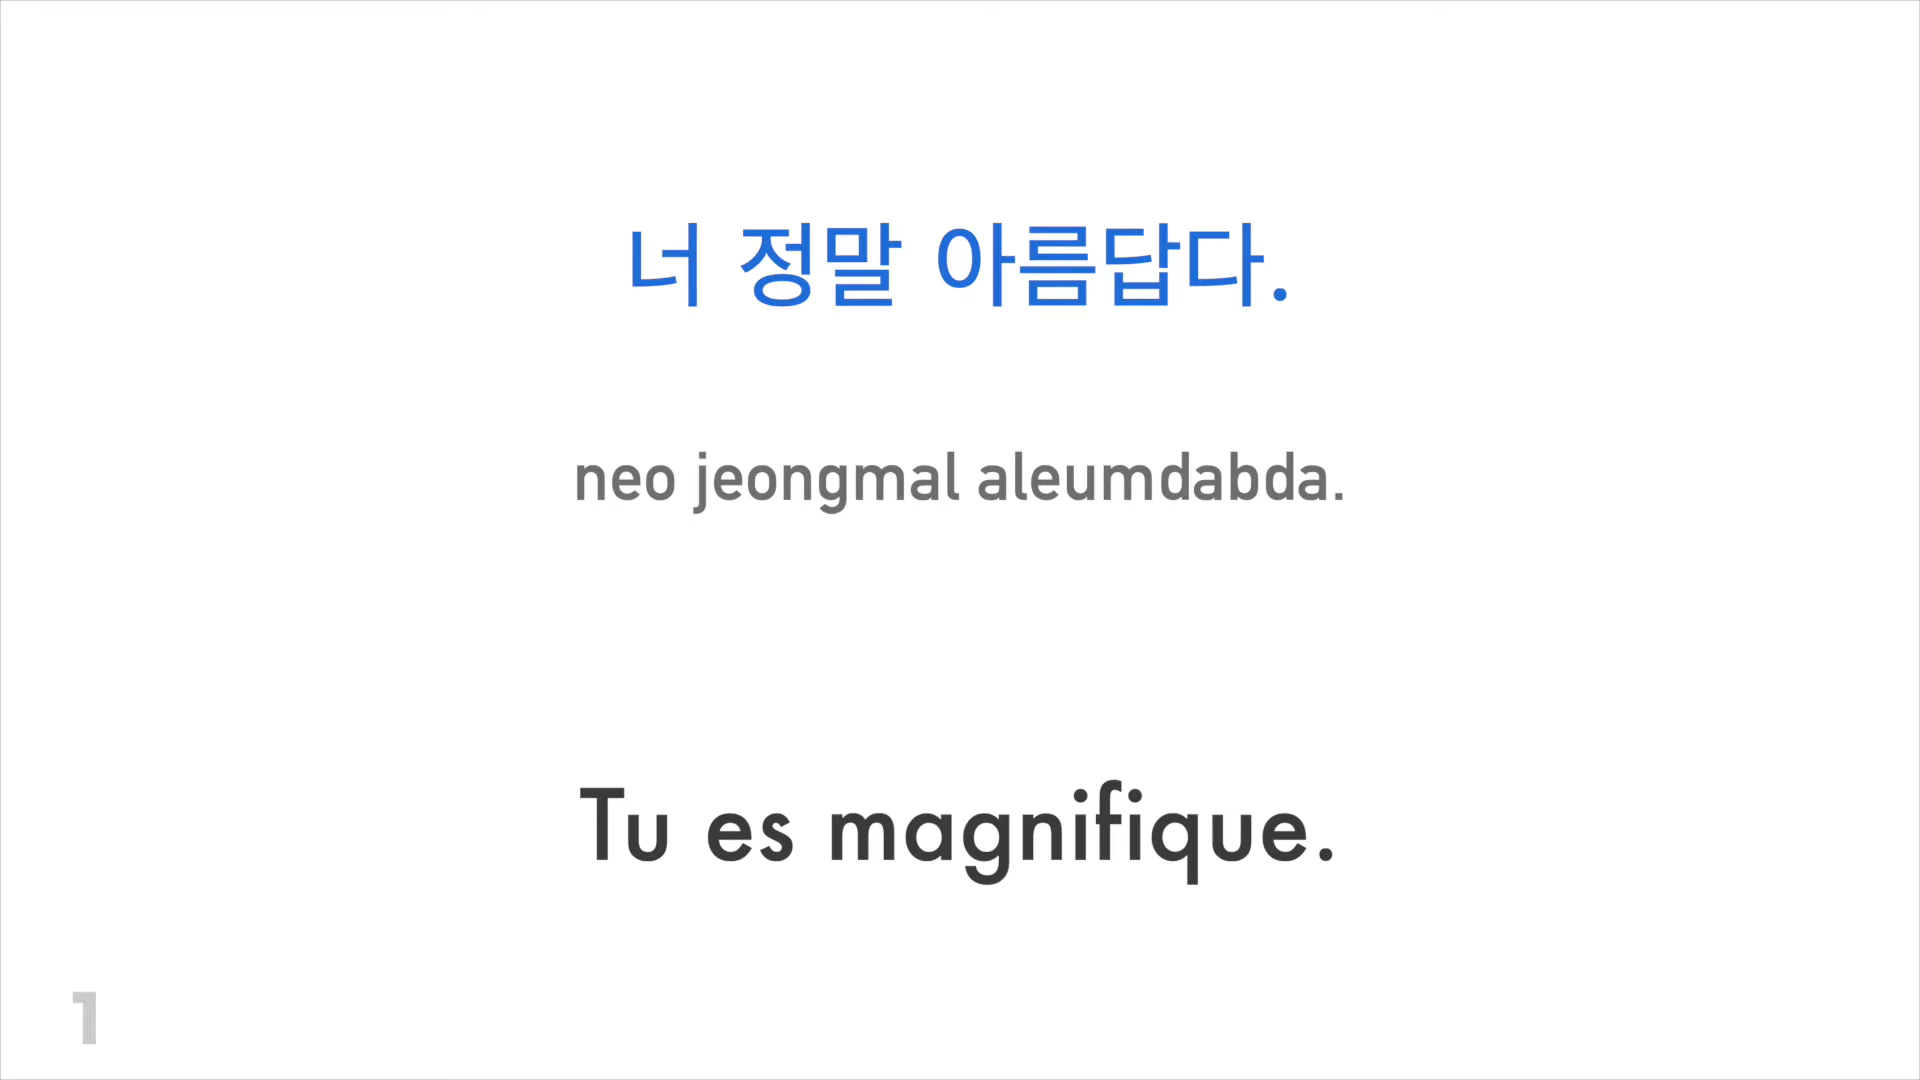 너 정말 아름답다.
neo jeongmal aleumdabda.
Tu es magnifique.
1